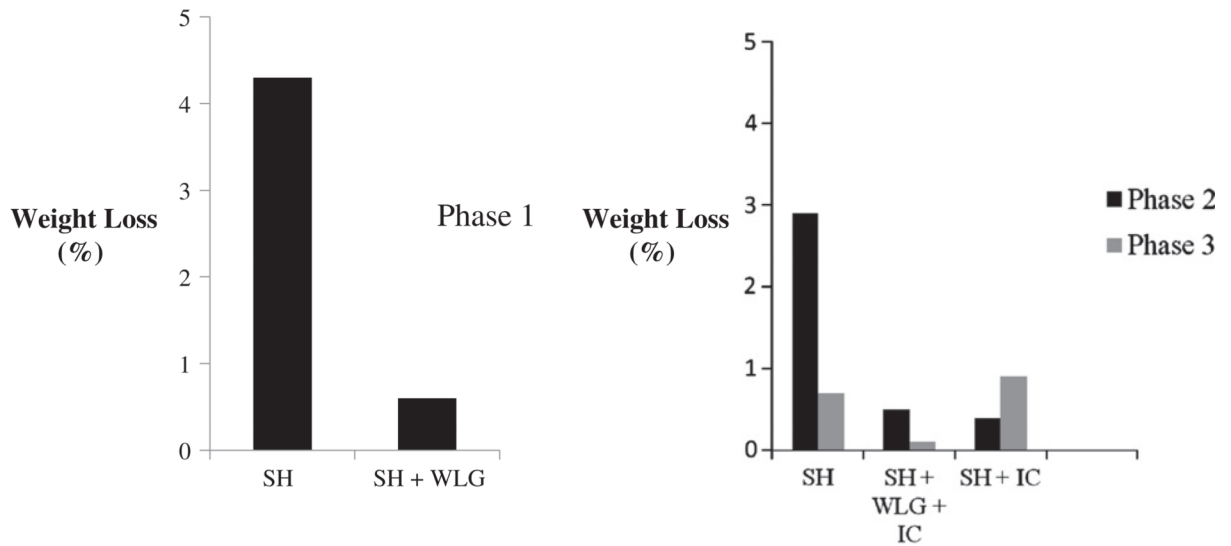 5
4
3
2
1
0
Weight Loss
(%)
Phase 1
SH
SH + WLG
5
4
3
2
1
0
Weight Loss
(%)
Phase 2
Phase 3
SH
SH +
WLG +
IC
SH + IC